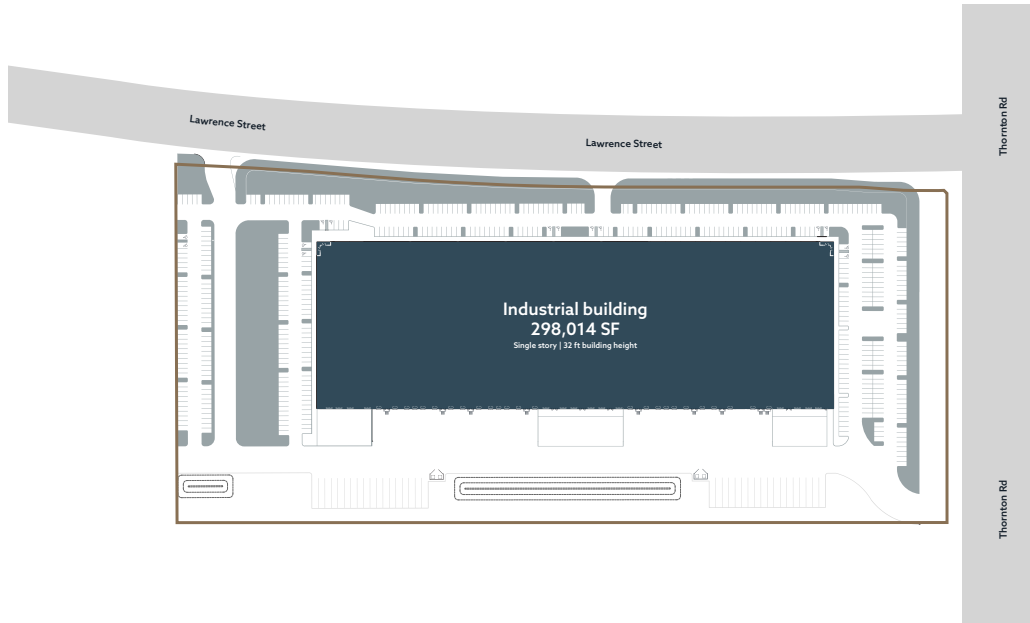 Lawrence Street
Lawrence Street
Thornton Rd
Industrial building
298,014 SF
Single story | 32 ft building height
Thornton Rd